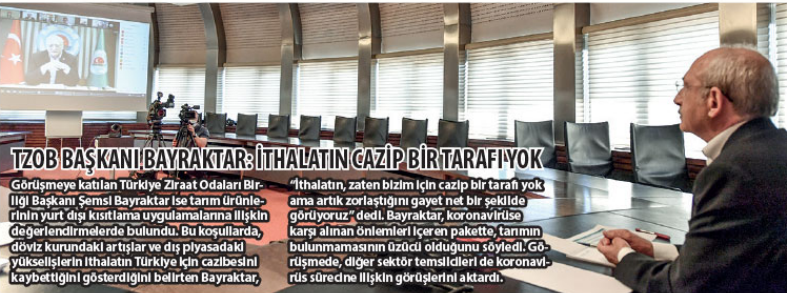 TZOB BAŞKANI BAYRAKTAR: İTHALATIN CAZİP BİR TARAFI YOK
Görüşmeye katılan Türkiye Ziraat Odaları Bir-
liği Başkanı Şemsi Bayraktar ise tarım ürünle-
rinin yurt dışı kısıtlama uygulamalarına ilişkin
değerlendirmelerde bulundu. Bu koşullarda,
döviz kurundaki artışlar ve dış piyasadaki
yükselişlerin ithalatın Türkiye için cazibesini
kaybettiğini gösterdiğini belirten Bayraktar,
“İthalatın, zaten bizim için cazip bir tarafı yok
ama artık zorlaştığını gayet net bir şekilde
görüyoruz” dedi. Bayraktar, koronavirüse
karşı alınan önlemleri içeren pakette, tarımın
bulunmamasının üzücü olduğunu söyledi. Gö-
rüşmede, diğer sektör temsilcileri de koronavi-
rüs sürecine ilişkin görüşlerini aktardı.